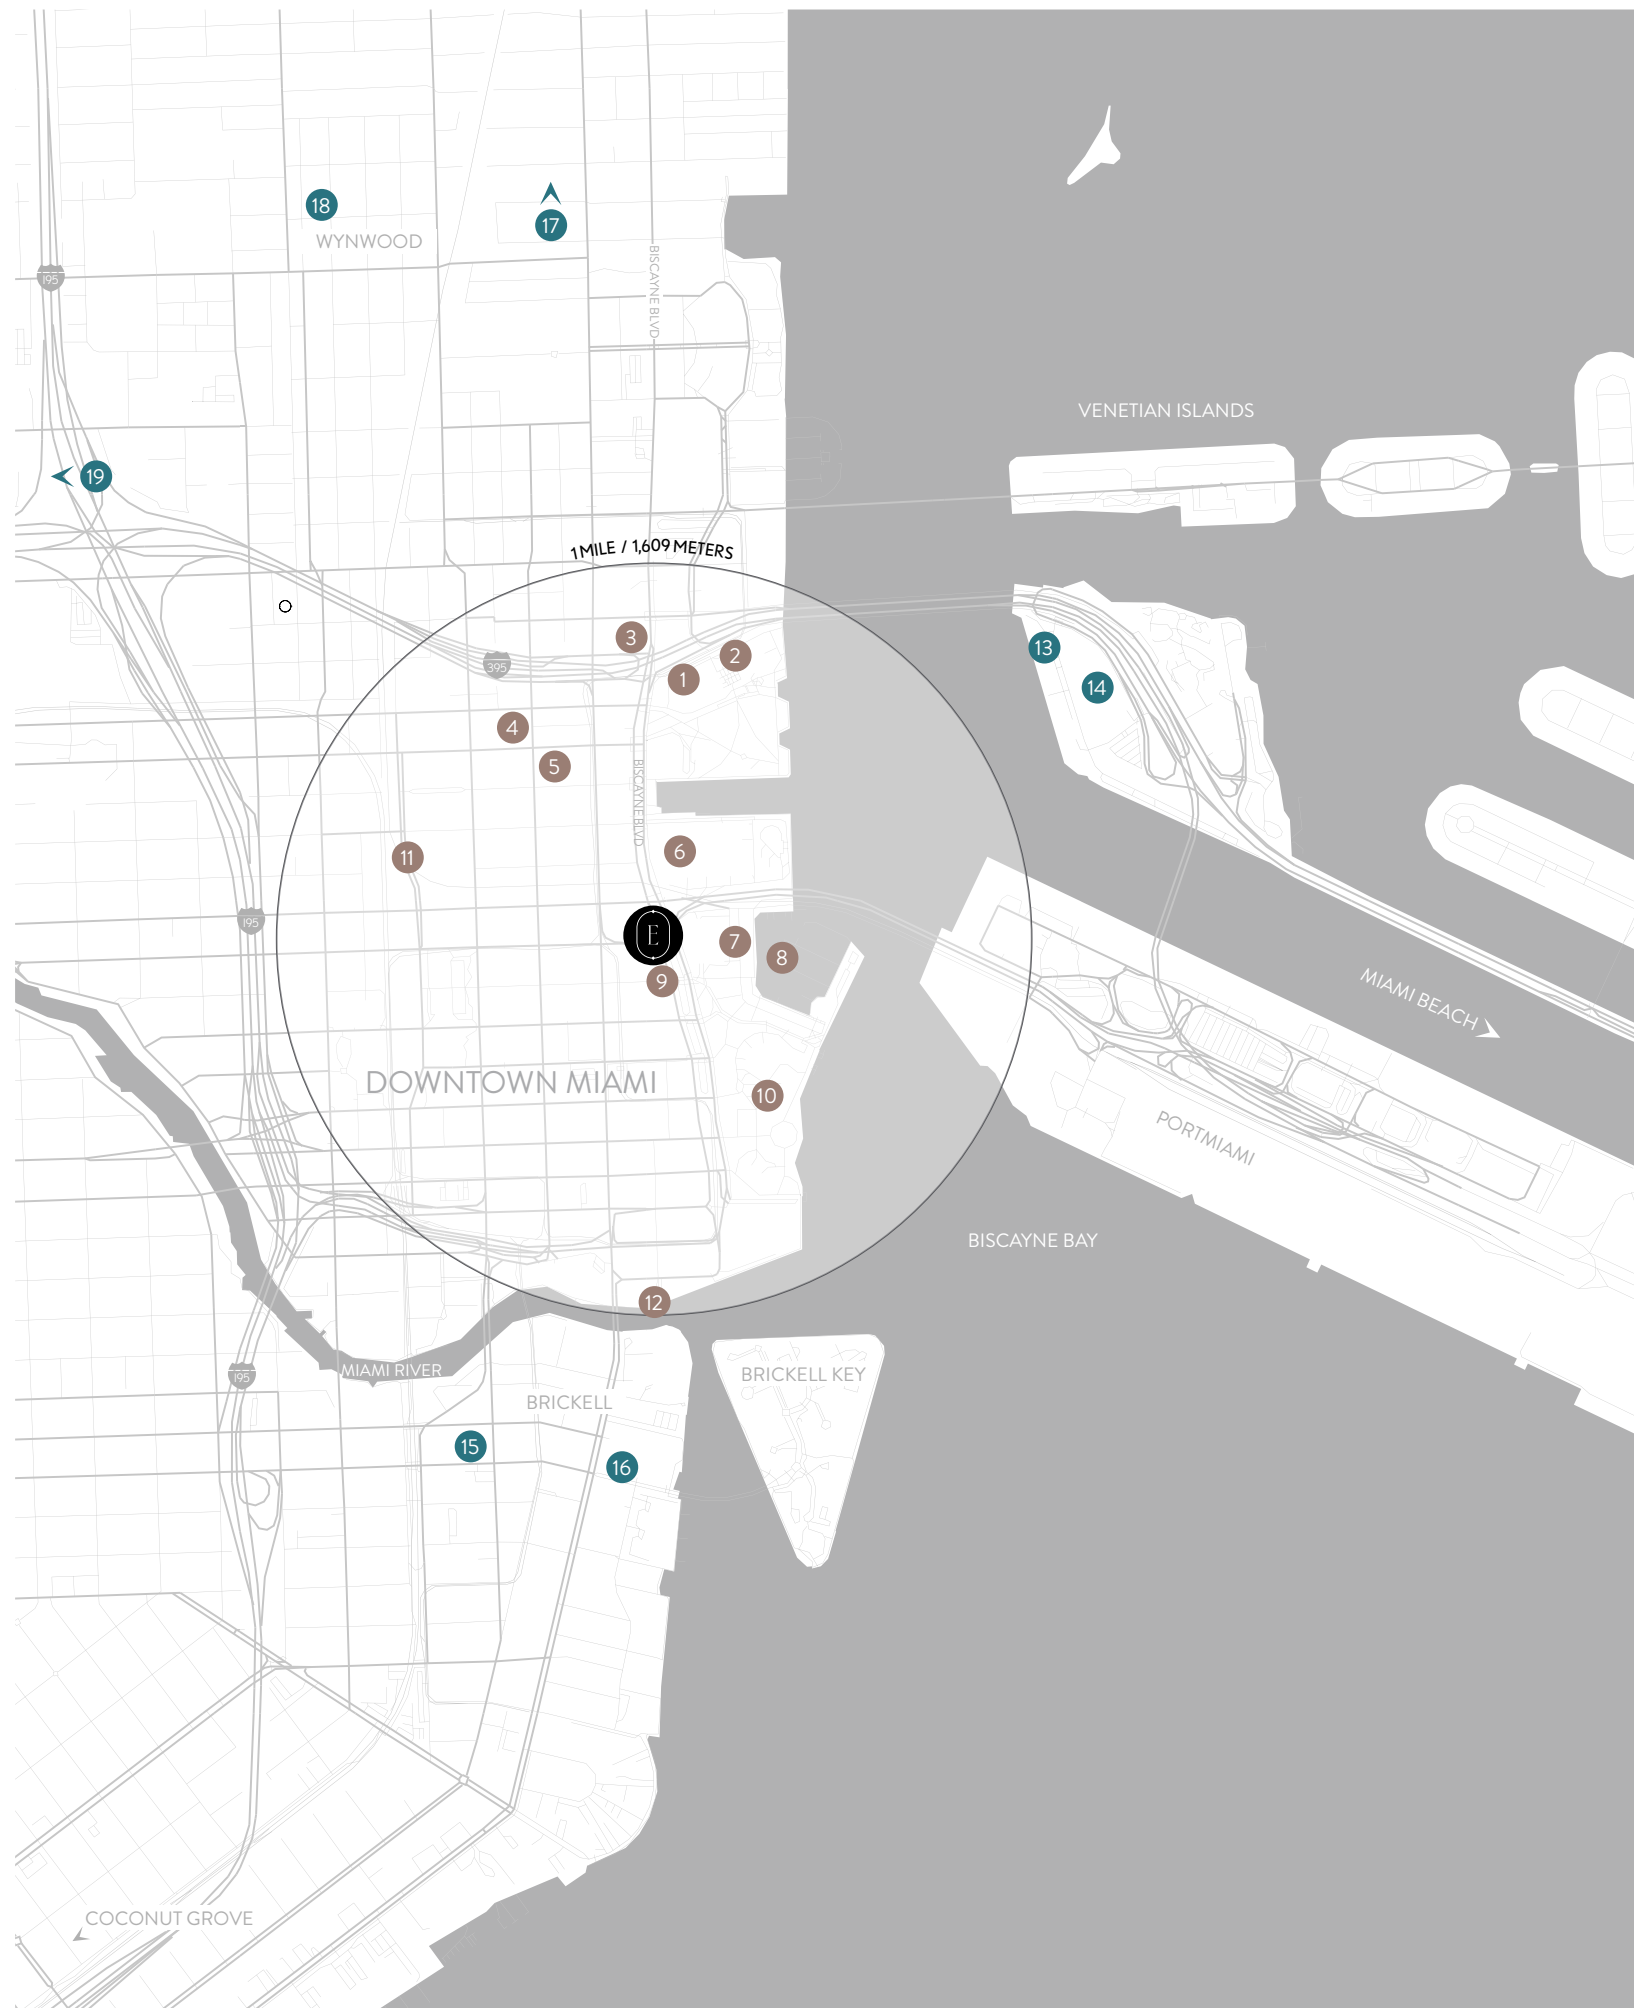 18
WYNWOOD
17
195
BISCAYNE BLVD
VENETIAN ISLANDS
19
1 MILE / 1,609 METERS
3
2
1
395
13
14
4
5
BISCAYNE BLVD
6
11
195
E
7
8
9
MIAMI BEACH
DOWNTOWN MIAMI
10
PORTMIAMI
BISCAYNE BAY
12
195
MIAMI RIVER
BRICKELL KEY
BRICKELL
15
16
COCONUT GROVE